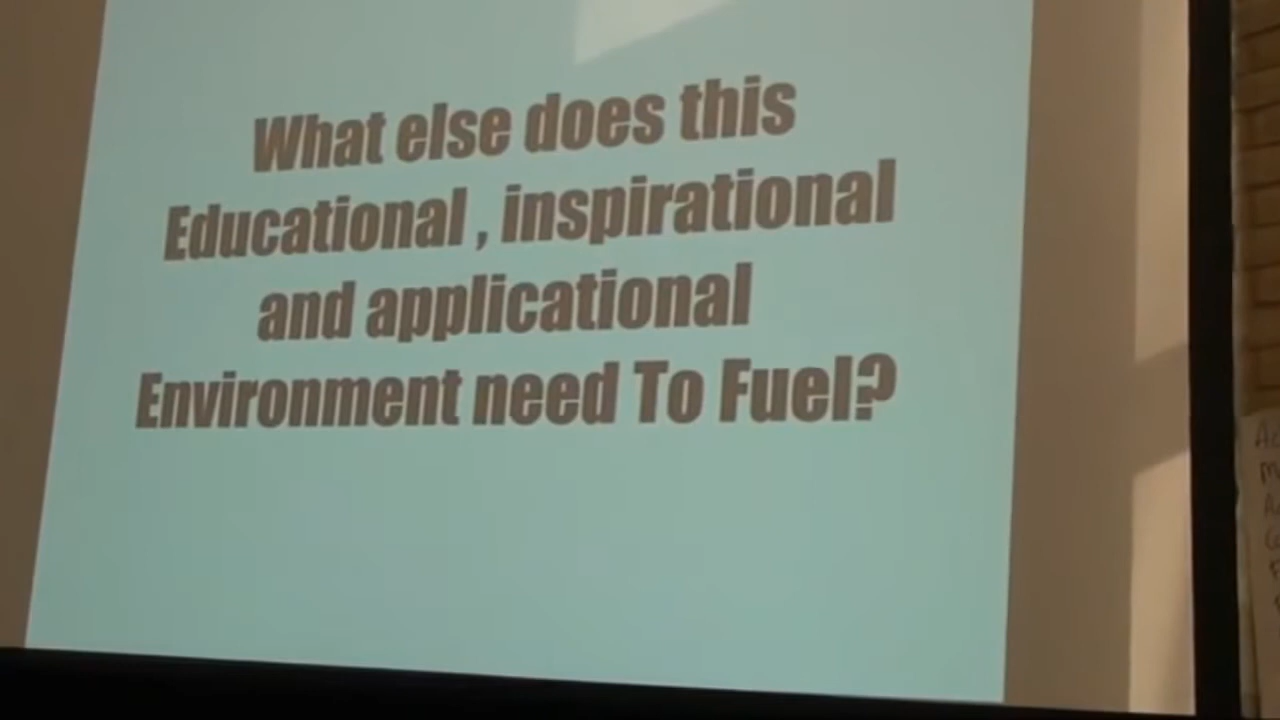 What else does this
Educational , inspirational
and applicational
Environment need To Fuel?